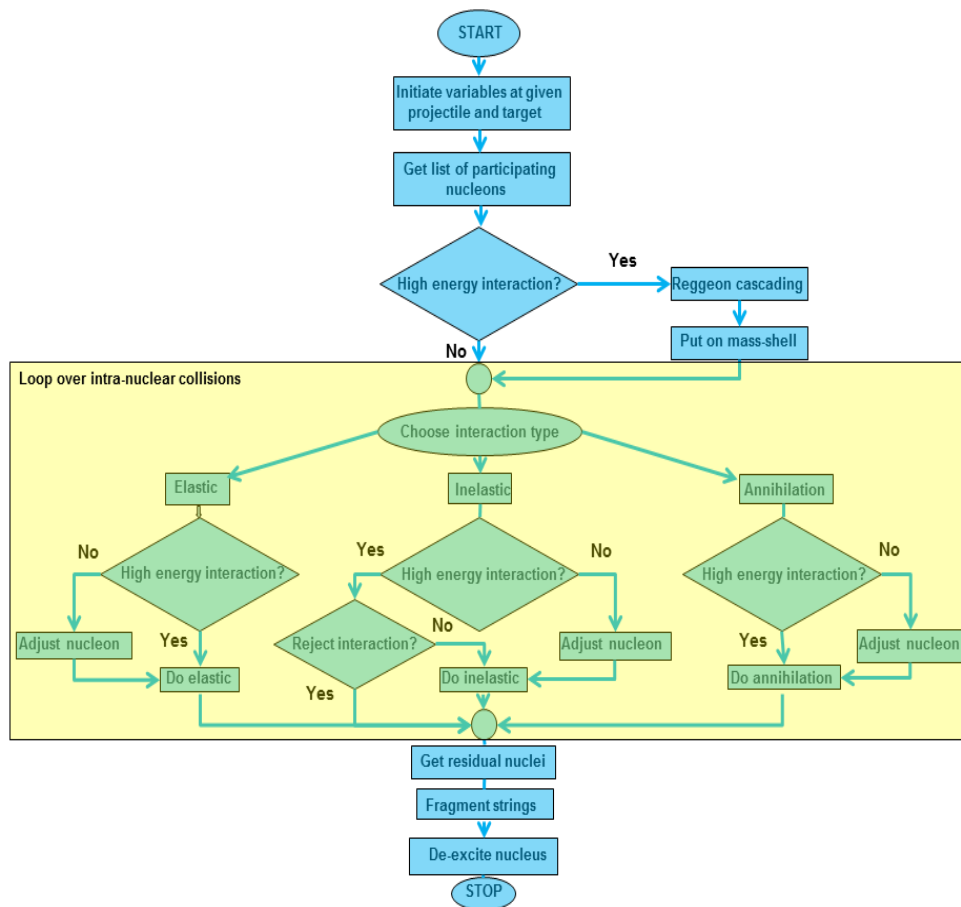 START
Initiate variables at given
projectile and target
Get list of participating
nucleons
High energy interaction?
Yes
Reggeon cascading
Put on mass-shell
No
Loop over intra-nuclear collisions
Choose interaction type
Elastic
Inelastic
Annihilation
No
High energy interaction?
Yes
High energy interaction?
High energy interaction?
No
Adjust nucleon
Yes
Do elastic
Reject interaction?
No
Yes
Do inelastic
No
Adjust nucleon
Yes
Do annihilation
Adjust nucleon
Get residual nuclei
Fragment strings
De-excite nucleus
STOP